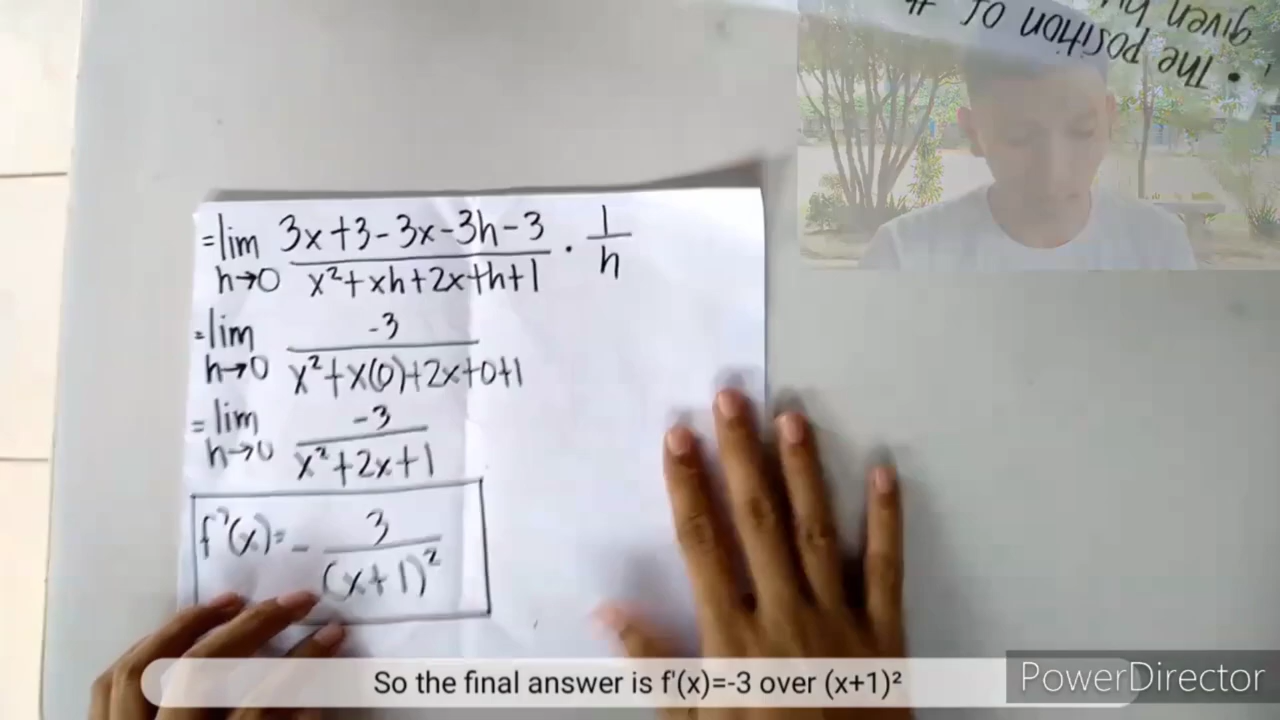 • The position of
given
=lim 3x+3-3x-3h-3 / x²+xh+2x+h+1 · 1/h
h→0
=lim -3 / x²+x(0)+2x+0+1
h→0
=lim -3 / x²+2x+1
h→0
f'(x)=- 3 / (x+1)²
So the final answer is f'(x)=-3 over (x+1)²
PowerDirector